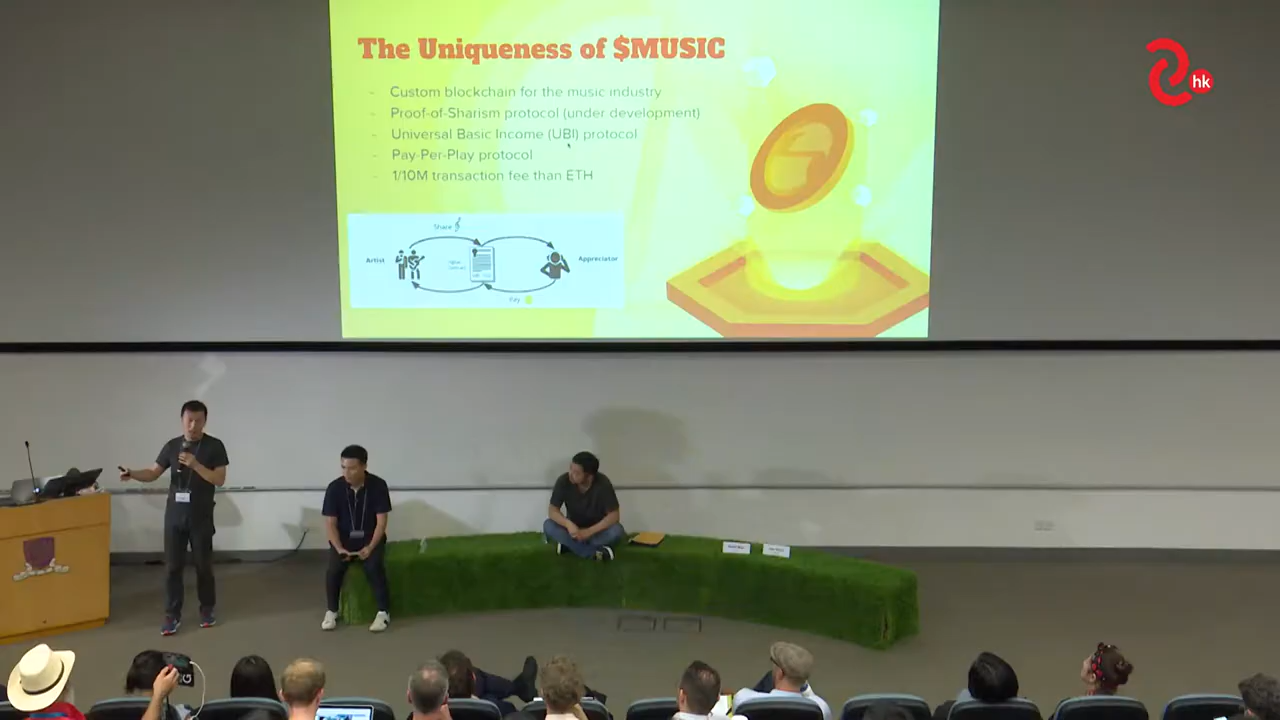 The Uniqueness of $MUSIC
- Custom blockchain for the music industry
- Proof-of-Sharism protocol (under development)
- Universal Basic Income (UBI) protocol
- Pay-Per-Play protocol
- 1/10M transaction fee than ETH
Share
Artist
Appreciator
Pay
hk